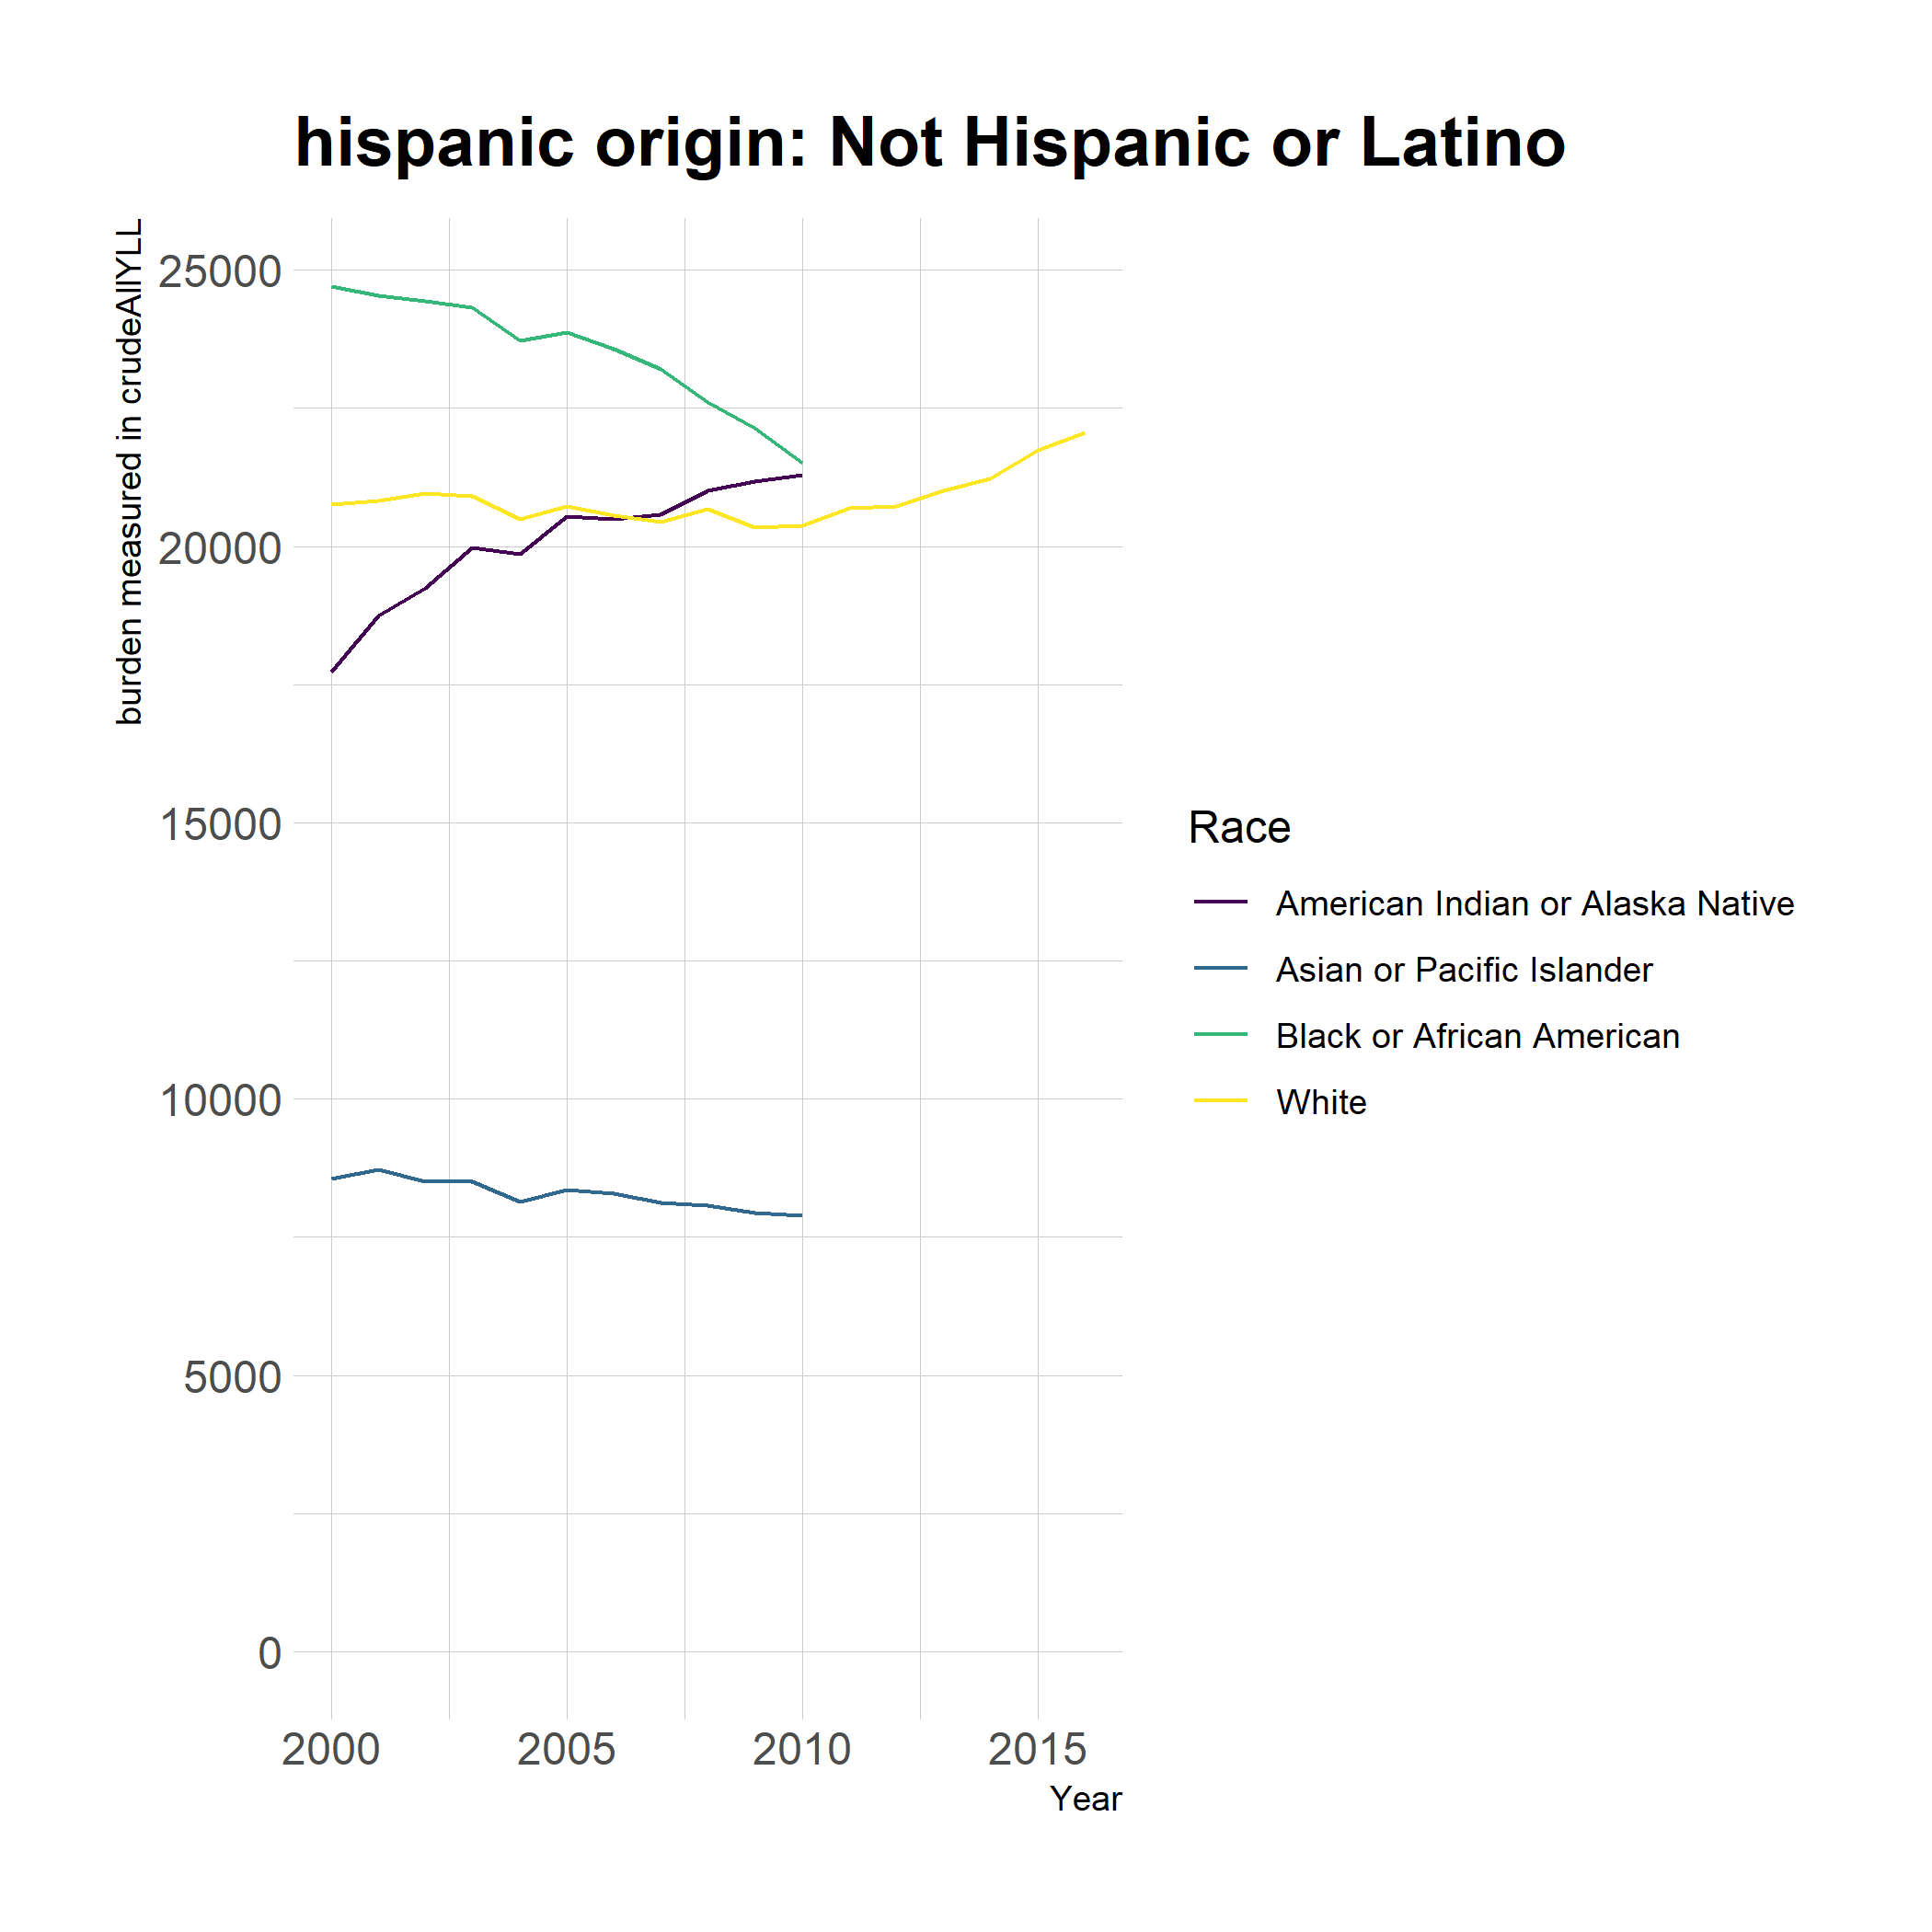 hispanic origin: Not Hispanic or Latino
burden measured in crudeAllYLL
25000
20000
15000
10000
5000
0
2000 2005 2010 2015
Year
Race
American Indian or Alaska Native
Asian or Pacific Islander
Black or African American
White